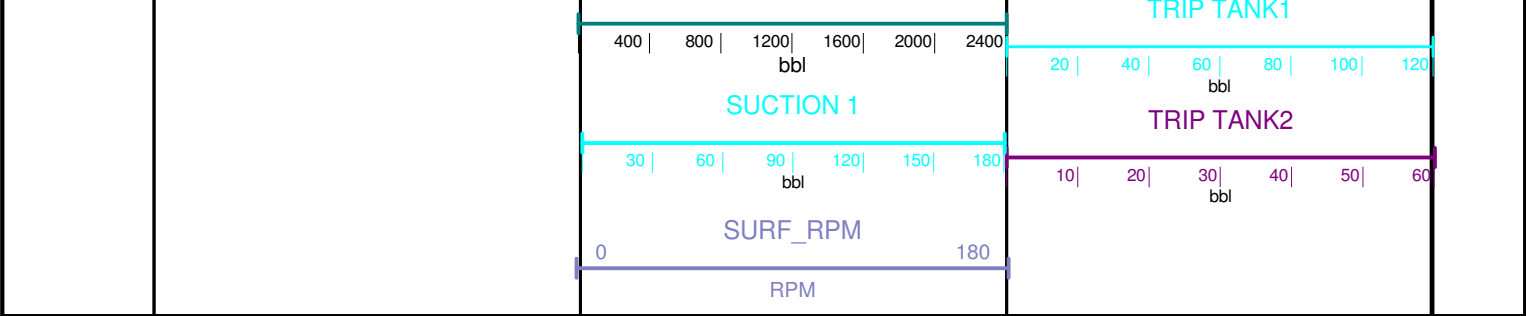 400 800 1200 1600 2000 2400
bbl
SUCTION 1
30 60 90 120 150 180
bbl
SURF_RPM
0 180
RPM
TRIP TANK1
20 40 60 80 100 120
bbl
TRIP TANK2
10 20 30 40 50 60
bbl